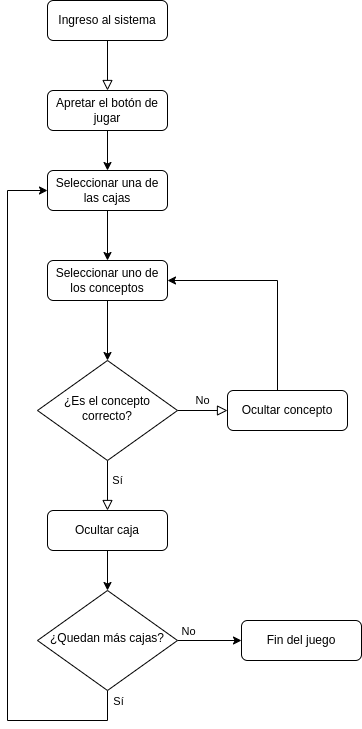 Ingreso al sistema
Apretar el botón de
jugar
Seleccionar una de
las cajas
Seleccionar uno de
los conceptos
¿Es el concepto
correcto?
No
Ocultar concepto
Sí
Ocultar caja
¿Quedan más cajas?
No
Fin del juego
Sí